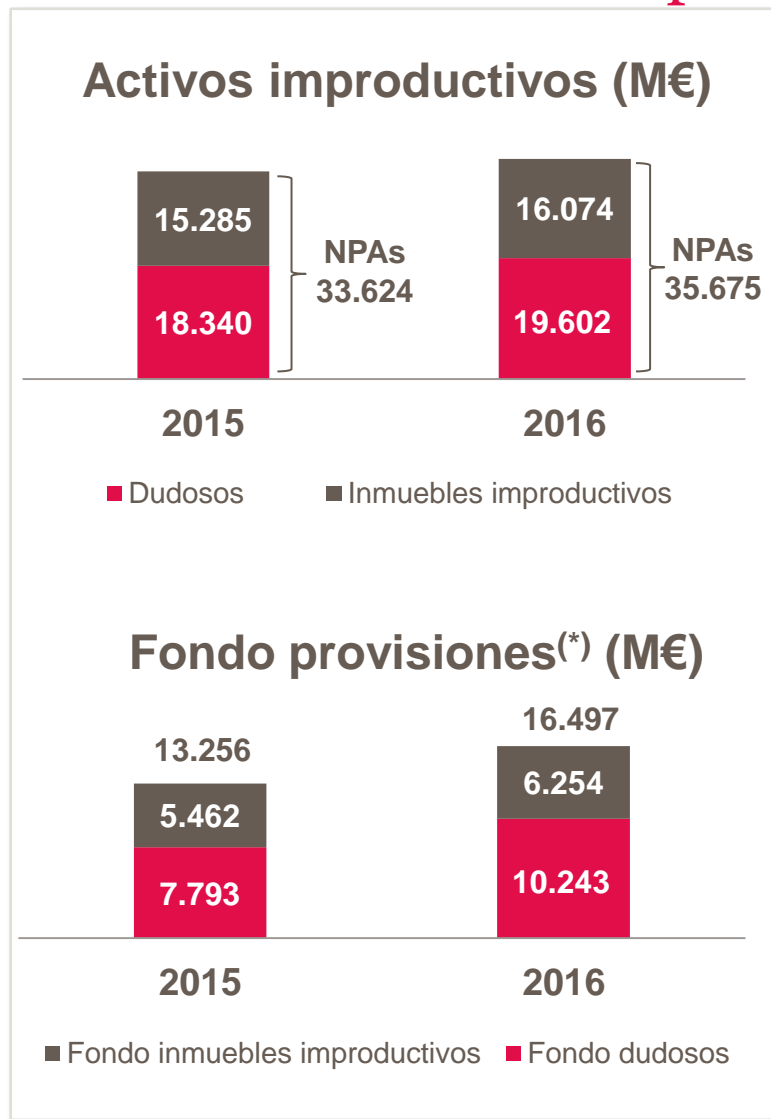 Activos improductivos (M€)
15.285
16.074
NPAs
33.624
NPAs
35.675
18.340
19.602
2015
2016
Dudosos
Inmuebles improductivos
Fondo provisiones(*) (M€)
13.256
16.497
5.462
6.254
7.793
10.243
2015
2016
Fondo inmuebles improductivos
Fondo dudosos